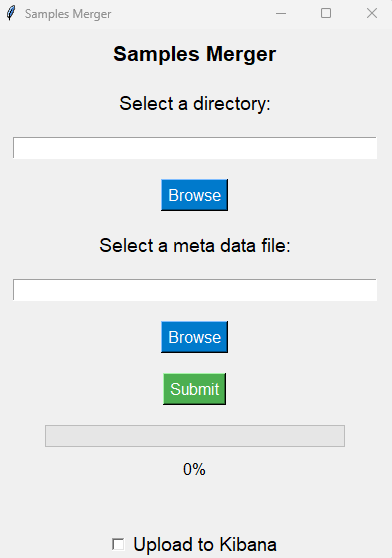 Samples Merger
Samples Merger
Select a directory:
Browse
Select a meta data file:
Browse
Submit
0%
Upload to Kibana